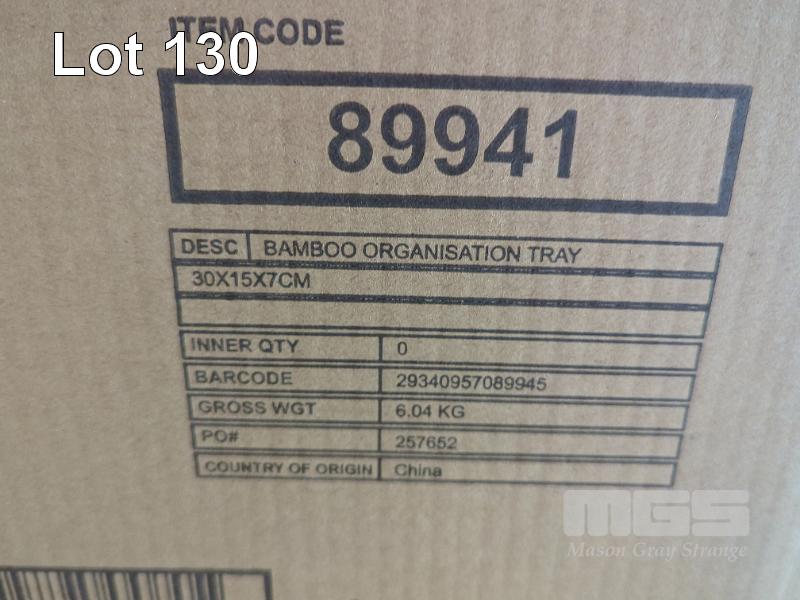 Lot 130
ITEM CODE
89941
DESC BAMBOO ORGANISATION TRAY
30X15X7CM
INNER QTY 0
BARCODE 29340957089945
GROSS WGT 6.04 KG
PO# 257652
COUNTRY OF ORIGIN China
MGS
Mason Gray Strange